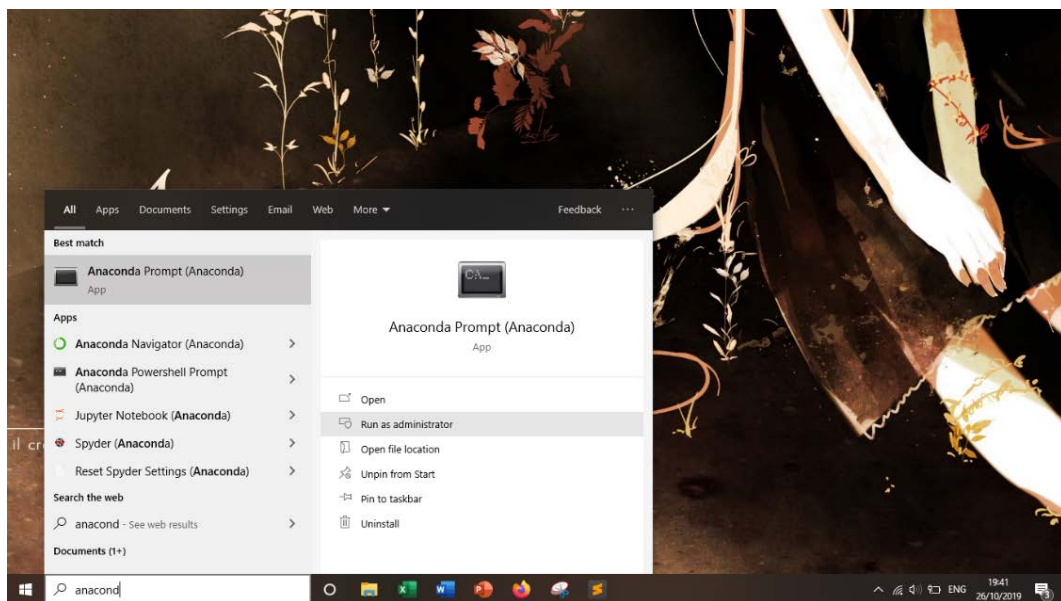 All Apps Documents Settings Email Web More Feedback ...
Best match
Anaconda Prompt (Anaconda)
App
Apps
Anaconda Navigator (Anaconda)
Anaconda Powershell Prompt
(Anaconda)
Jupyter Notebook (Anaconda)
Spyder (Anaconda)
Reset Spyder Settings (Anaconda)
Search the web
anacond - See web results
Documents (1+)
C:\_
Anaconda Prompt (Anaconda)
App
Open
Run as administrator
Open file location
Unpin from Start
Pin to taskbar
Uninstall
il cr
anacond
ENG
19:41
26/10/2019
3